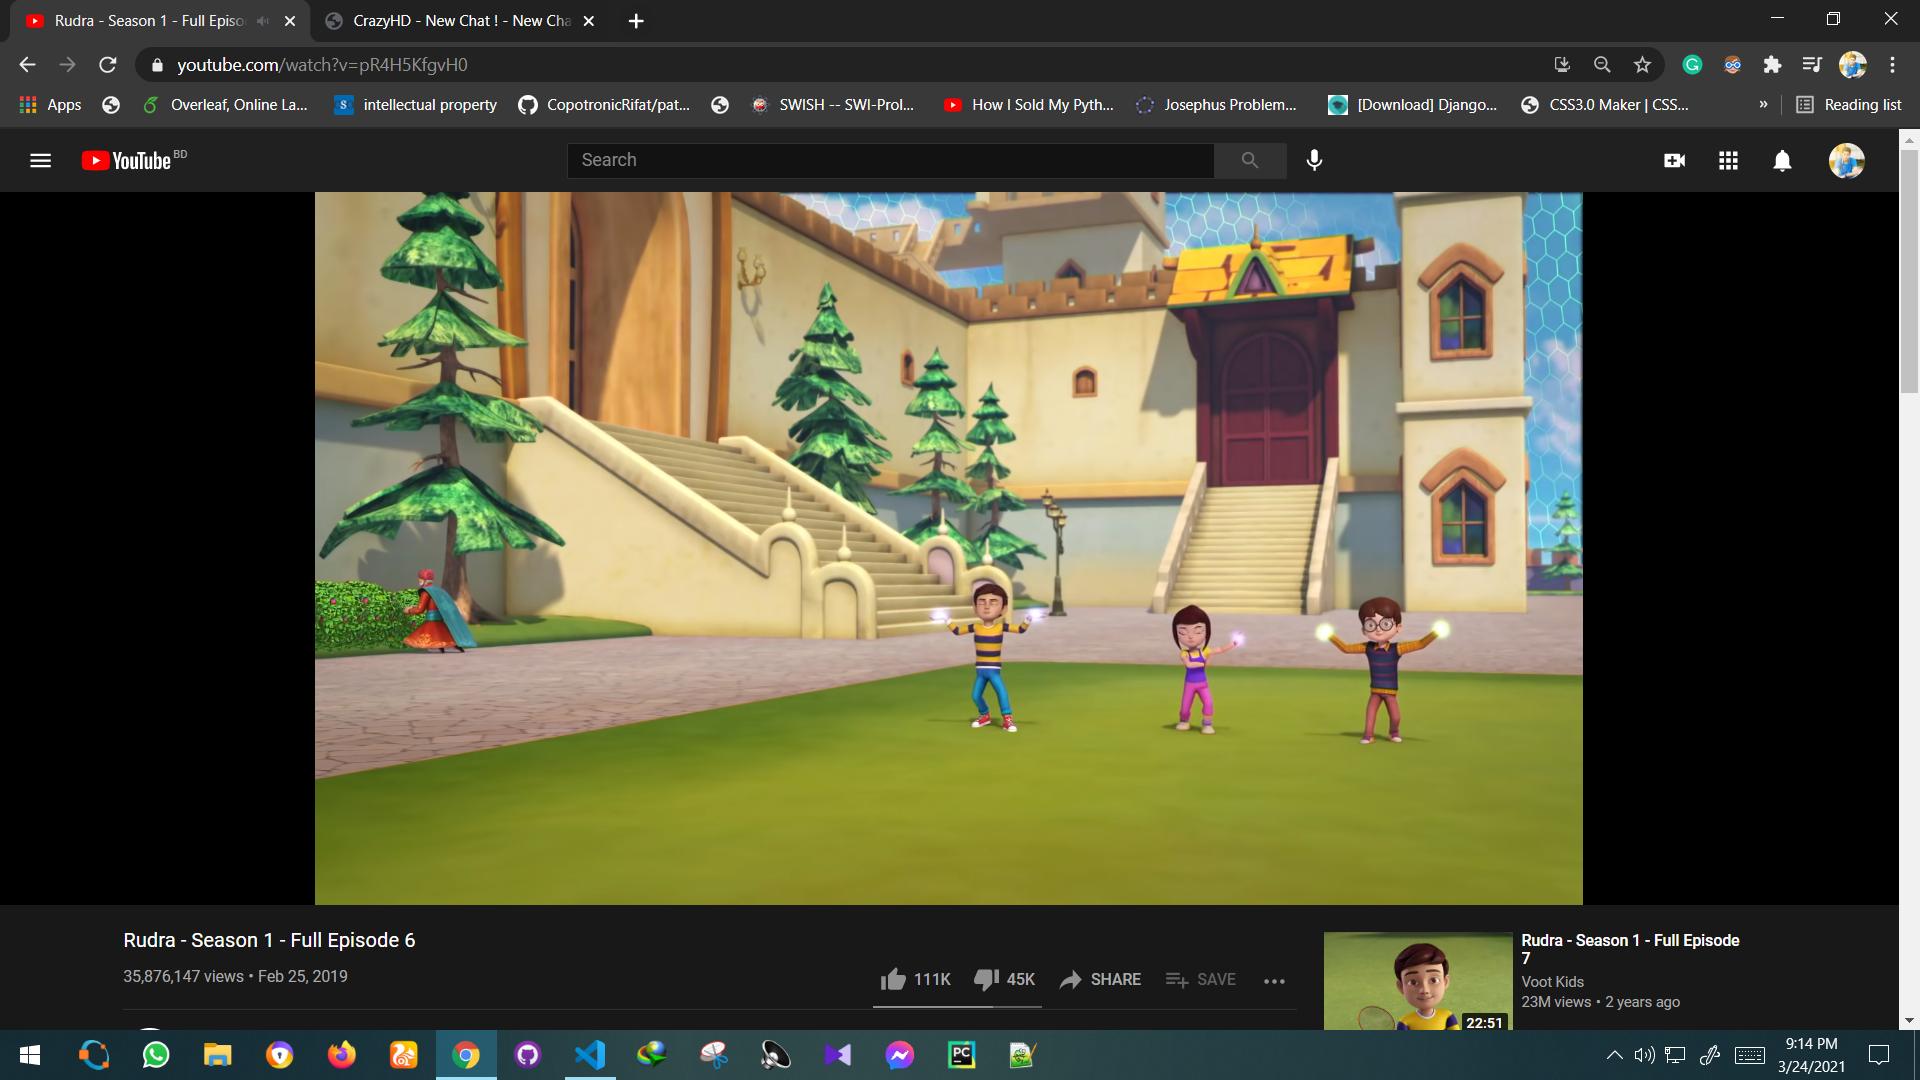 Rudra - Season 1 - Full Episo
CrazyHD - New Chat ! - New Cha
youtube.com/watch?v=pR4H5KfgvH0
Apps
Overleaf, Online La...
S intellectual property
CopotronicRifat/pat...
SWISH -- SWI-Prol...
How I Sold My Pyth...
Josephus Problem...
[Download] Django...
CSS3.0 Maker | CSS...
»
Reading list
YouTube BD
Search
Rudra - Season 1 - Full Episode 6
35,876,147 views • Feb 25, 2019
111K
45K
SHARE
SAVE
Rudra - Season 1 - Full Episode
7
Voot Kids
23M views • 2 years ago
22:51
PC
9:14 PM
3/24/2021